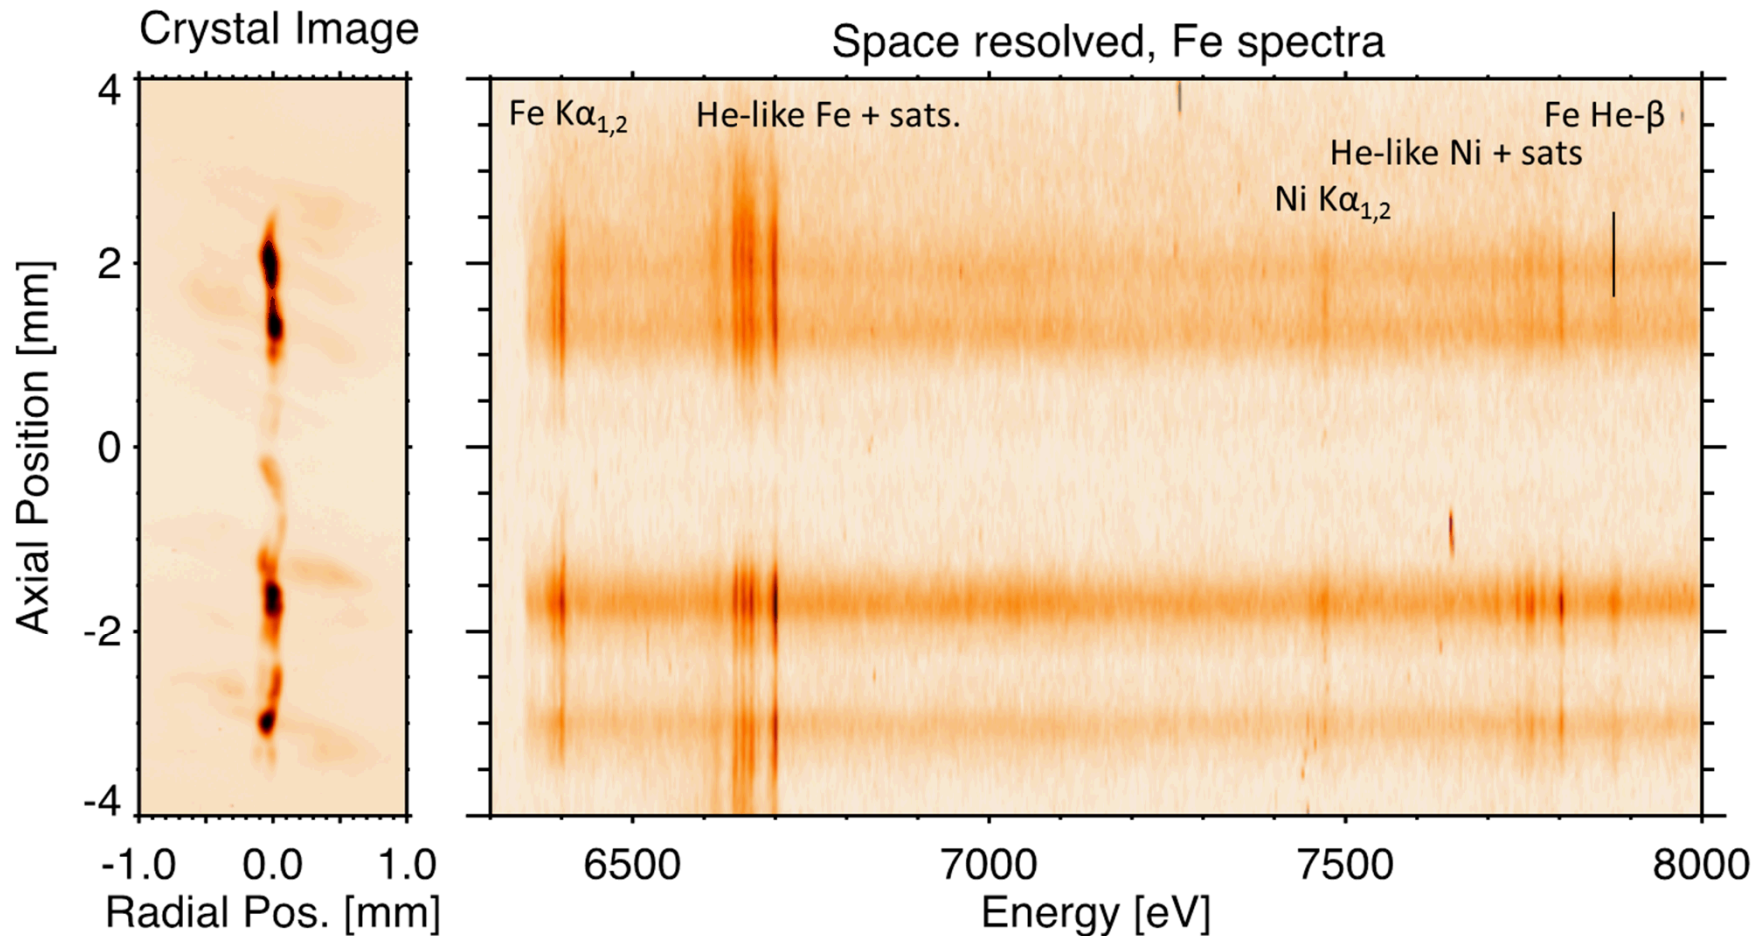 Crystal Image
Space resolved, Fe spectra
Fe Kα1,2
He-like Fe + sats.
Fe He-β
He-like Ni + sats
Ni Kα1,2
Axial Position [mm]
4
2
0
-2
-4
-1.0 0.0 1.0
Radial Pos. [mm]
6500 7000 7500 8000
Energy [eV]